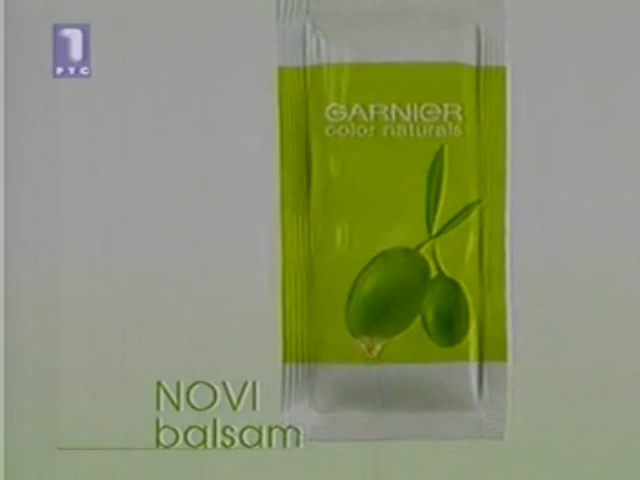 1
РТС
GARNIER
color naturals
NOVI
balsam